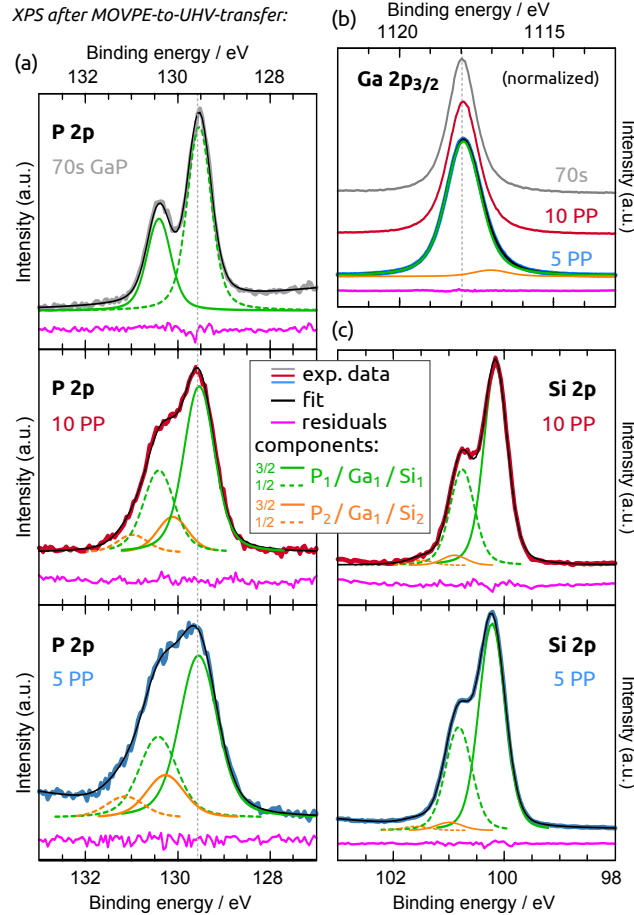 XPS after MOVPE-to-UHV-transfer:
(a)
Binding energy / eV
132 130 128
P 2p
70s GaP
Intensity (a.u.)
P 2p
10 PP
Intensity (a.u.)
P 2p
5 PP
Intensity (a.u.)
132 130 128
Binding energy / eV
(b)
Binding energy / eV
1120 1115
Ga 2p3/2 (normalized)
70s
10 PP
5 PP
Intensity (a.u.)
exp. data
fit
residuals
components:
3/2
1/2
P1 / Ga1 / Si1
3/2
1/2
P2 / Ga1 / Si2
(c)
Si 2p
10 PP
Intensity (a.u.)
Si 2p
5 PP
Intensity (a.u.)
102 100 98
Binding energy / eV